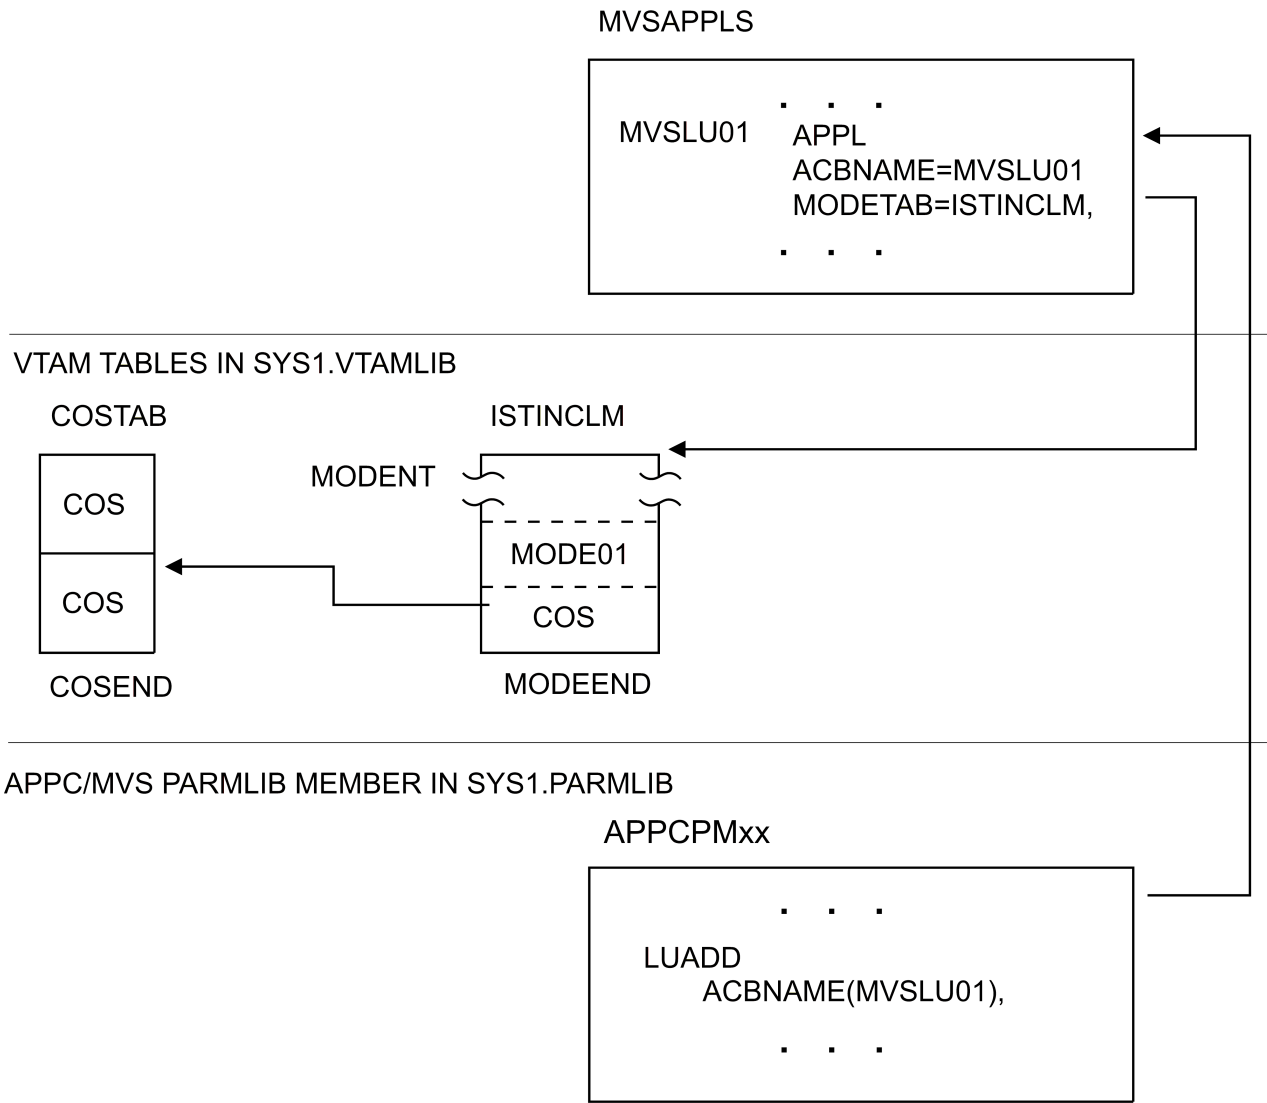 MVSAPPLS
. . .
MVSLU01 APPL
ACBNAME=MVSLU01
MODETAB=ISTINCLM,
. . .
VTAM TABLES IN SYS1.VTAMLIB
COSTAB ISTINCLM
MODENT
COS
MODE01
COS
COS
COSEND MODEEND
APPC/MVS PARMLIB MEMBER IN SYS1.PARMLIB
APPCPMxx
. . .
LUADD
ACBNAME(MVSLU01),
. . .